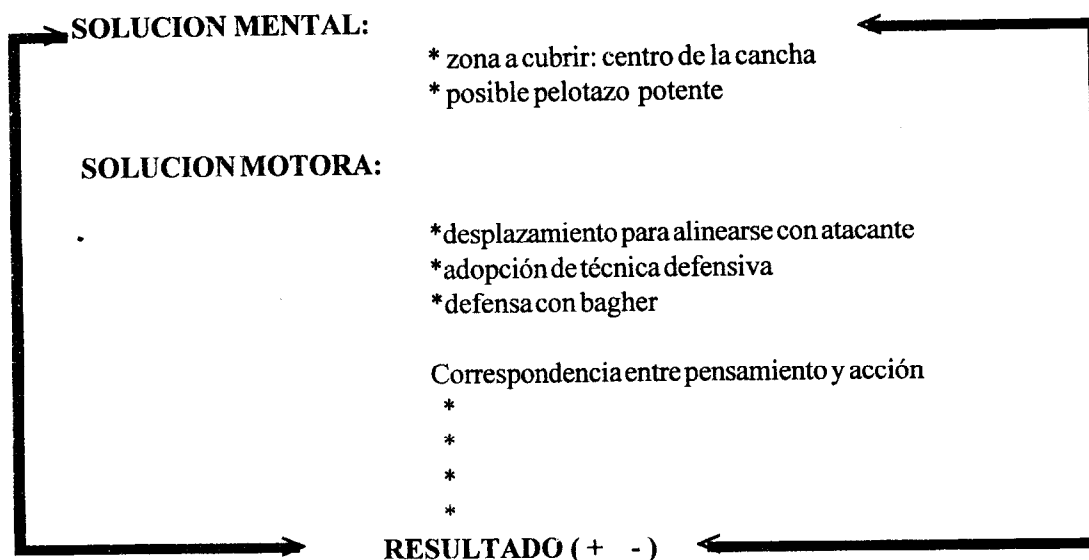 SOLUCION MENTAL:
* zona a cubrir: centro de la cancha
* posible pelotazo potente
SOLUCION MOTORA:
*desplazamiento para alinearse con atacante
*adopción de técnica defensiva
*defensa con bagher
Correspondencia entre pensamiento y acción
*
*
*
*
RESULTADO ( +   - )